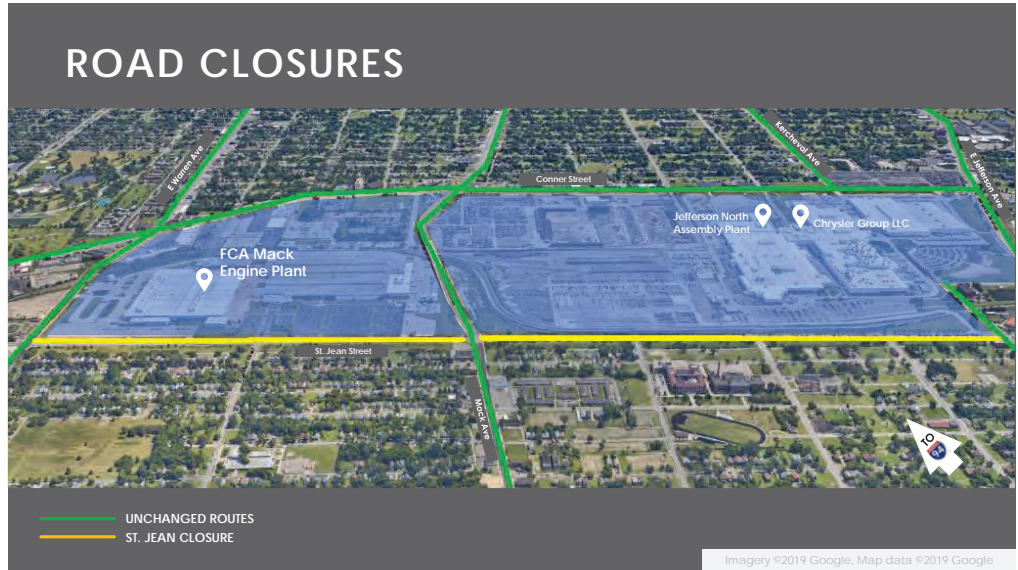 ROAD CLOSURES
E Warren Ave
Kercheval Ave
E Jefferson Ave
Conner Street
Jefferson North
Assembly Plant
Chrysler Group LLC
FCA Mack
Engine Plant
St. Jean Street
Mack Ave
TO
94
UNCHANGED ROUTES
ST. JEAN CLOSURE
Imagery ©2019 Google, Map data ©2019 Google